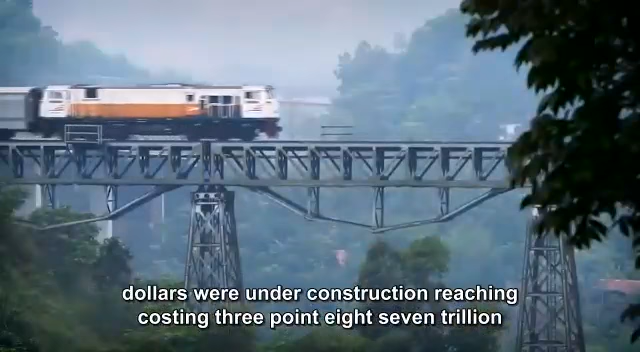 dollars were under construction reaching
costing three point eight seven trillion